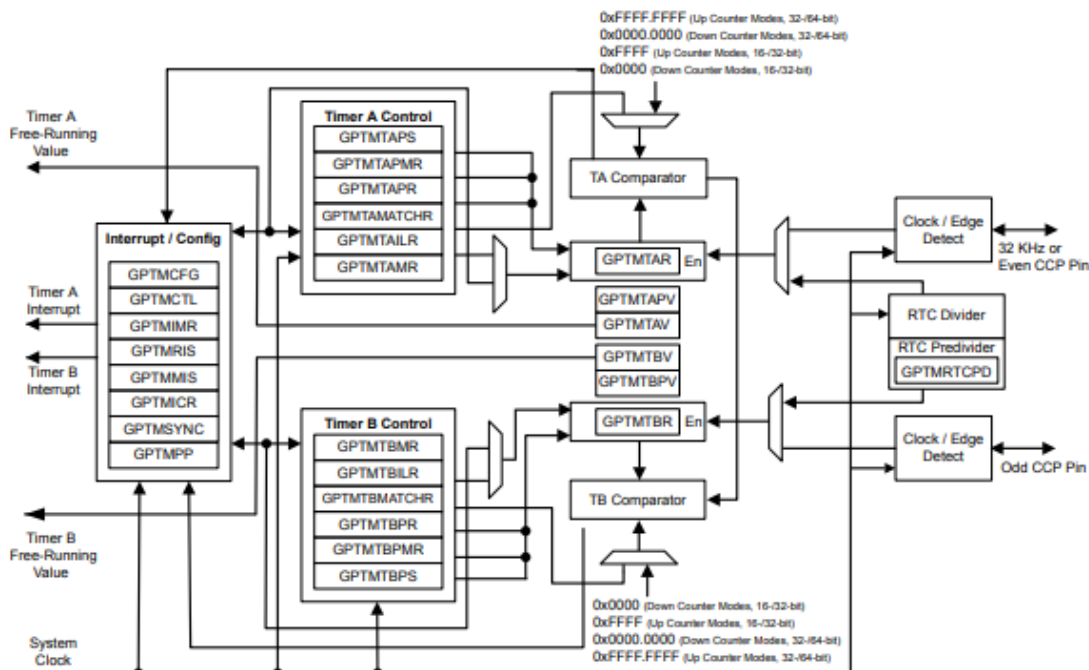 0xFFFF.FFFF (Up Counter Modes, 32-/64-bit)
0x0000.0000 (Down Counter Modes, 32-/64-bit)
0xFFFF (Up Counter Modes, 16-/32-bit)
0x0000 (Down Counter Modes, 16-/32-bit)
Timer A
Free-Running
Value
Timer A Control
GPTMTAPS
GPTMTAPMR
GPTMTAPR
GPTMTAMATCHR
GPTMTAILR
GPTMTAMR
TA Comparator
GPTMTAR
En
Clock / Edge
Detect
32 KHz or
Even CCP Pin
Interrupt / Config
GPTMCFG
GPTMCTL
GPTMIMR
GPTMRIS
GPTMMIS
GPTMICR
GPTMSYNC
GPTMPP
Timer A
Interrupt
Timer B
Interrupt
GPTMTAPV
GPTMTAV
GPTMTBV
GPTMTBPV
RTC Divider
RTC Predivider
GPTMRTCPD
Timer B Control
GPTMTBMR
GPTMTBILR
GPTMTBMATCHR
GPTMTBPR
GPTMTBPMR
GPTMTBPS
GPTMTBR
En
Clock / Edge
Detect
Odd CCP Pin
TB Comparator
Timer B
Free-Running
Value
0x0000 (Down Counter Modes, 16-/32-bit)
0xFFFF (Up Counter Modes, 16-/32-bit)
0x0000.0000 (Down Counter Modes, 32-/64-bit)
0xFFFF.FFFF (Up Counter Modes, 32-/64-bit)
System
Clock